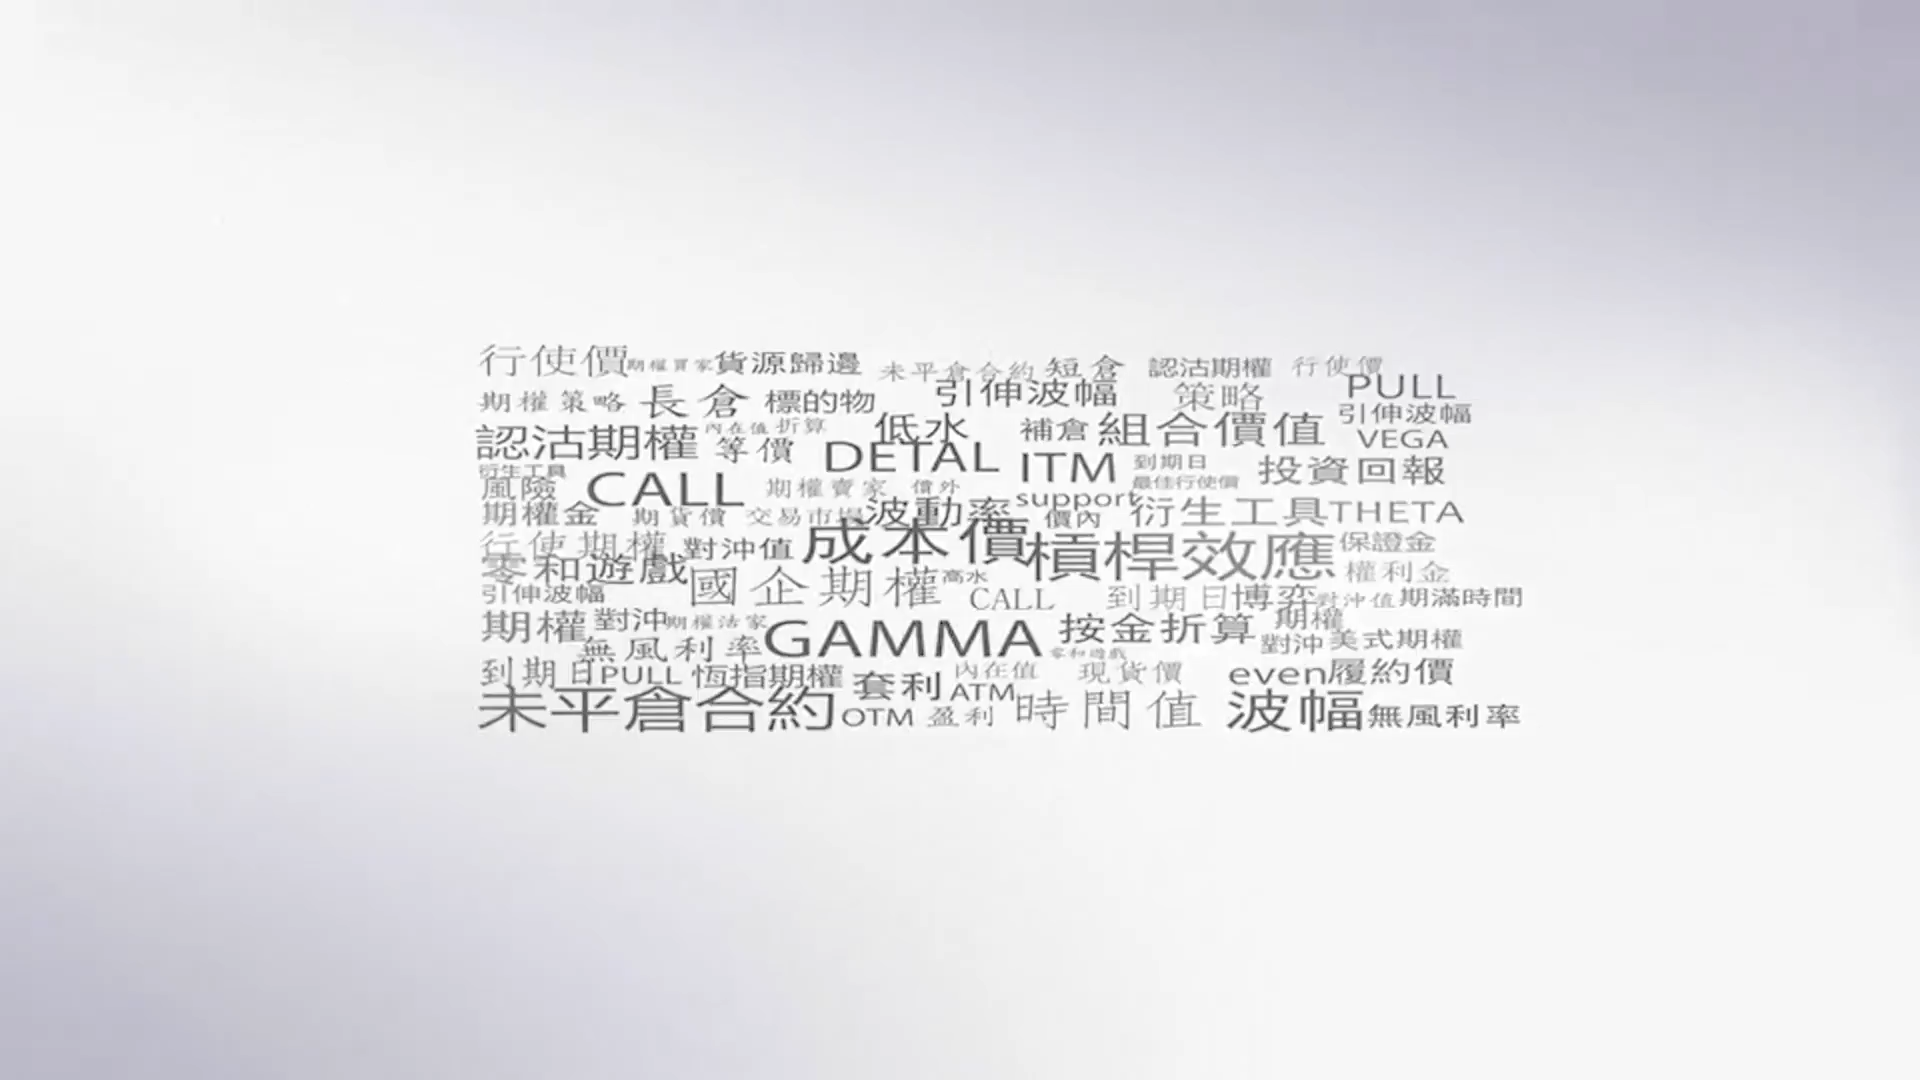 行使價 期權賣家 貨源歸邊 未平倉合約 短倉 認沽期權 行使價
期權策略 長倉 標的物 引伸波幅 策略 PULL
引伸波幅
認沽期權 內在值 折算 等價 低水 補倉 組合價值 VEGA
DETAL ITM 到期日 投資回報
衍生工具
風險 CALL 期權賣家 價外 support 最佳行使價
期權金 期貨價 交易市場 波動率 價內 衍生工具 THETA
行使期權 對沖值 成本價 槓桿效應 保證金
零和遊戲 國企期權 高水 權利金
引伸波幅 CALL 到期日 博弈 對沖值 期滿時間
期權 對沖 期權法家 GAMMA 按金折算 期權
無風利率 零和遊戲 對沖 美式期權
到期日 PULL 恆指期權 套利 內在值 現貨價 even 履約價
未平倉合約 OTM 盈利 ATM 時間值 波幅 無風利率